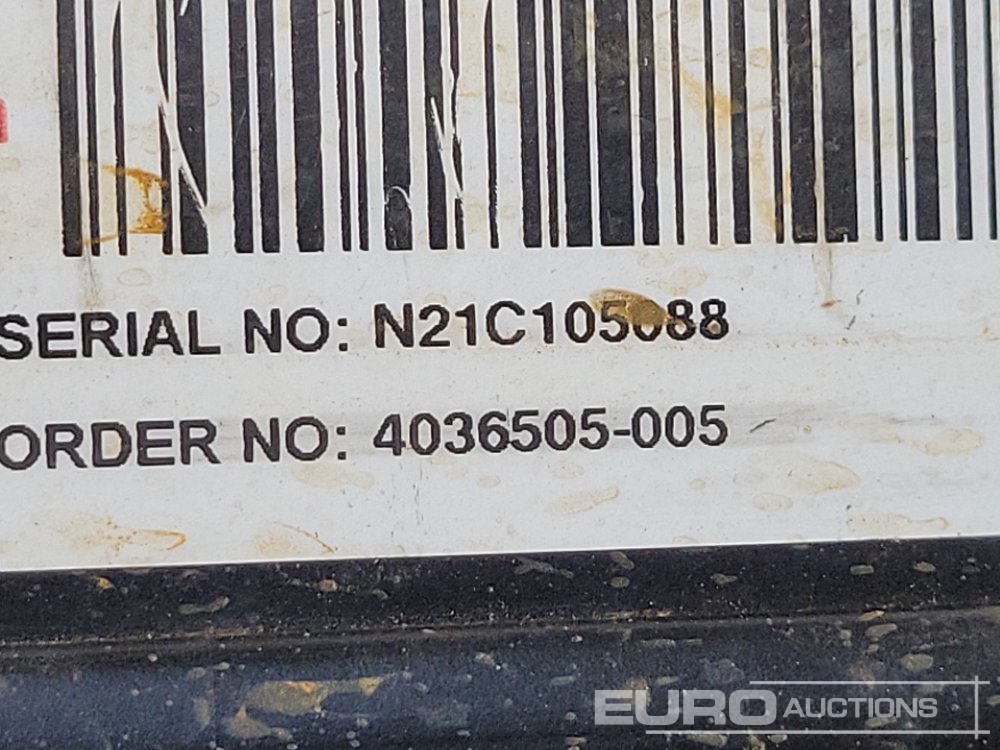 SERIAL NO: N21C105088
ORDER NO: 4036505-005
EURO AUCTIONS